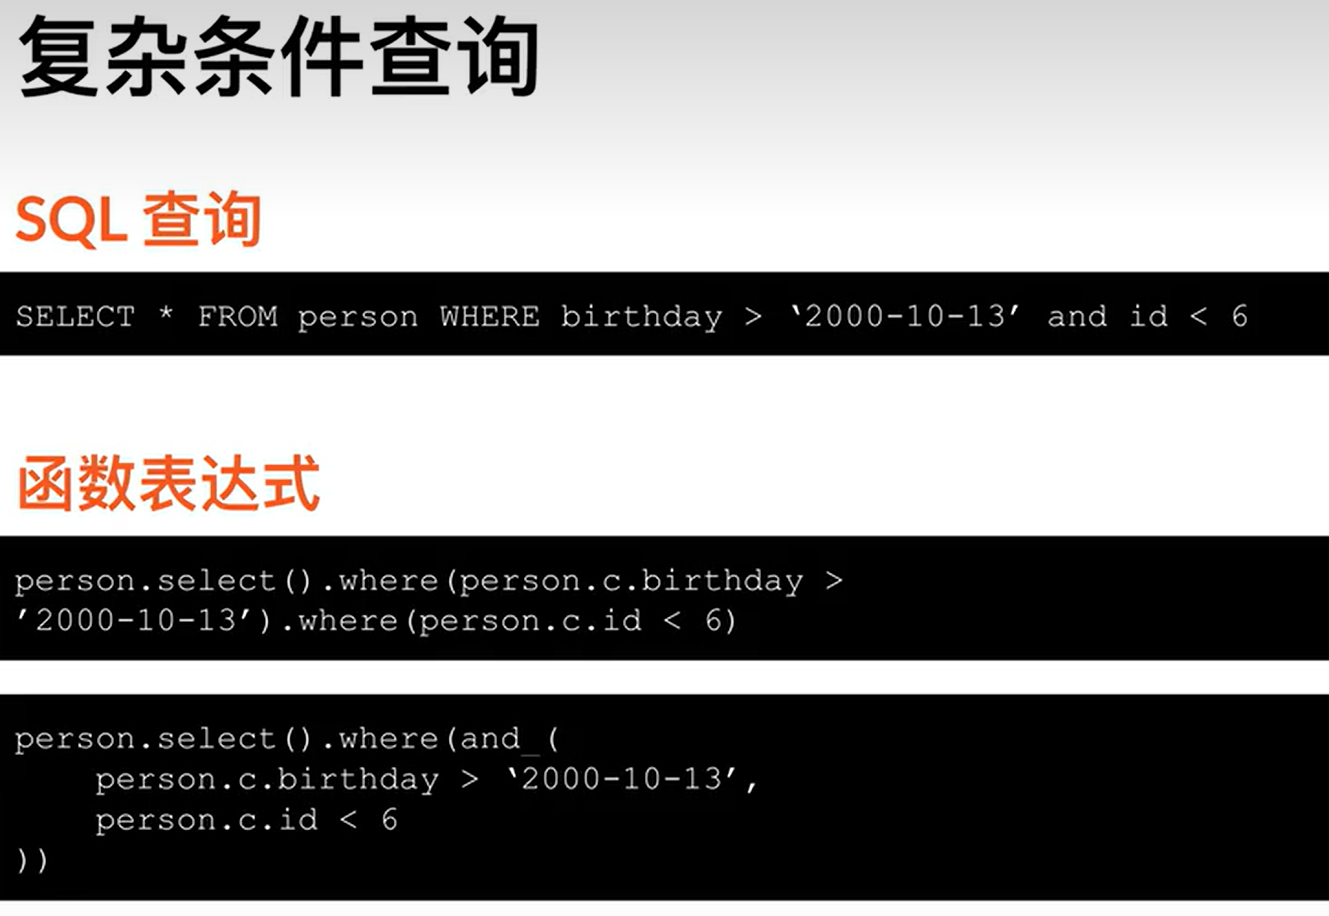 复杂条件查询
SQL 查询
SELECT * FROM person WHERE birthday > ‘2000-10-13’ and id < 6
函数表达式
person.select().where(person.c.birthday >
’2000-10-13’).where(person.c.id < 6)
person.select().where(and_(
    person.c.birthday > ‘2000-10-13’,
    person.c.id < 6
))